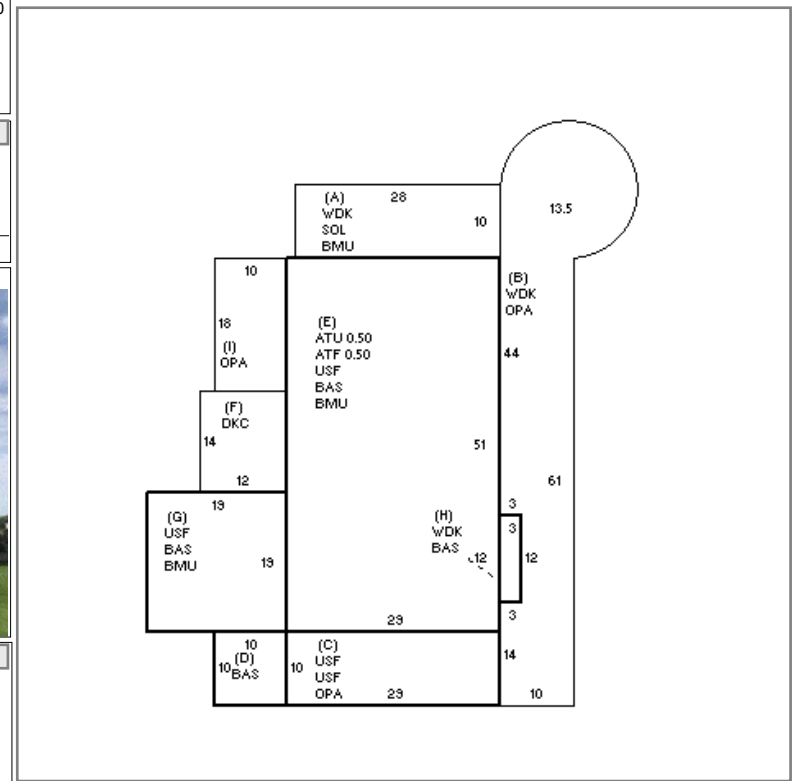 13.5
(A) 28
WDK
SOL 10
BMU
10
18
(I)
OPA
(B)
WDK
OPA
44
(E)
ATU 0.50
ATF 0.50
USF
BAS
BMU
51
61
(F)
DKC
14
12
19
(G)
USF
BAS
BMU
19
(H)
WDK
BAS
12
3
3
12
3
29
10
10 (D)
BAS
10
(C)
USF
USF
OPA 29
14
10